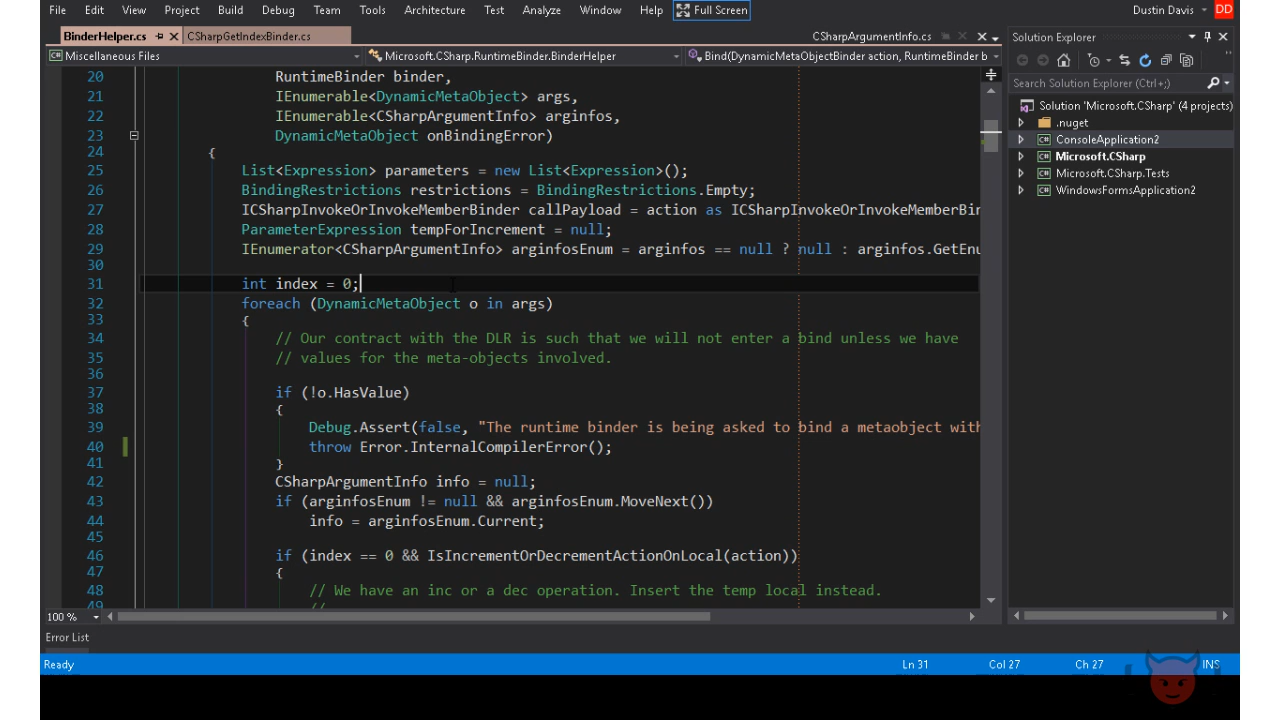 File Edit View Project Build Debug Team Tools Architecture Test Analyze Window Help Full Screen Dustin Davis DD
BinderHelper.cs CSharpGetIndexBinder.cs CSharpArgumentInfo.cs
Miscellaneous Files Microsoft.CSharp.RuntimeBinder.BinderHelper Bind(DynamicMetaObjectBinder action, RuntimeBinder b
20 RuntimeBinder binder,
21 IEnumerable<DynamicMetaObject> args,
22 IEnumerable<CSharpArgumentInfo> arginfos,
23 DynamicMetaObject onBindingError)
24 {
25 List<Expression> parameters = new List<Expression>();
26 BindingRestrictions restrictions = BindingRestrictions.Empty;
27 ICSharpInvokeOrInvokeMemberBinder callPayload = action as ICSharpInvokeOrInvokeMemberBin
28 ParameterExpression tempForIncrement = null;
29 IEnumerator<CSharpArgumentInfo> arginfosEnum = arginfos == null ? null : arginfos.GetEnu
30
31 int index = 0;
32 foreach (DynamicMetaObject o in args)
33 {
34 // Our contract with the DLR is such that we will not enter a bind unless we have
35 // values for the meta-objects involved.
36
37 if (!o.HasValue)
38 {
39 Debug.Assert(false, "The runtime binder is being asked to bind a metaobject with
40 throw Error.InternalCompilerError();
41 }
42 CSharpArgumentInfo info = null;
43 if (arginfosEnum != null && arginfosEnum.MoveNext())
44 info = arginfosEnum.Current;
45
46 if (index == 0 && IsIncrementOrDecrementActionOnLocal(action))
47 {
48 // We have an inc or a dec operation. Insert the temp local instead.
49 //
100 %
Solution Explorer
Search Solution Explorer (Ctrl+;)
Solution 'Microsoft.CSharp' (4 projects)
.nuget
ConsoleApplication2
Microsoft.CSharp
Microsoft.CSharp.Tests
WindowsFormsApplication2
Error List
Ready Ln 31 Col 27 Ch 27 INS